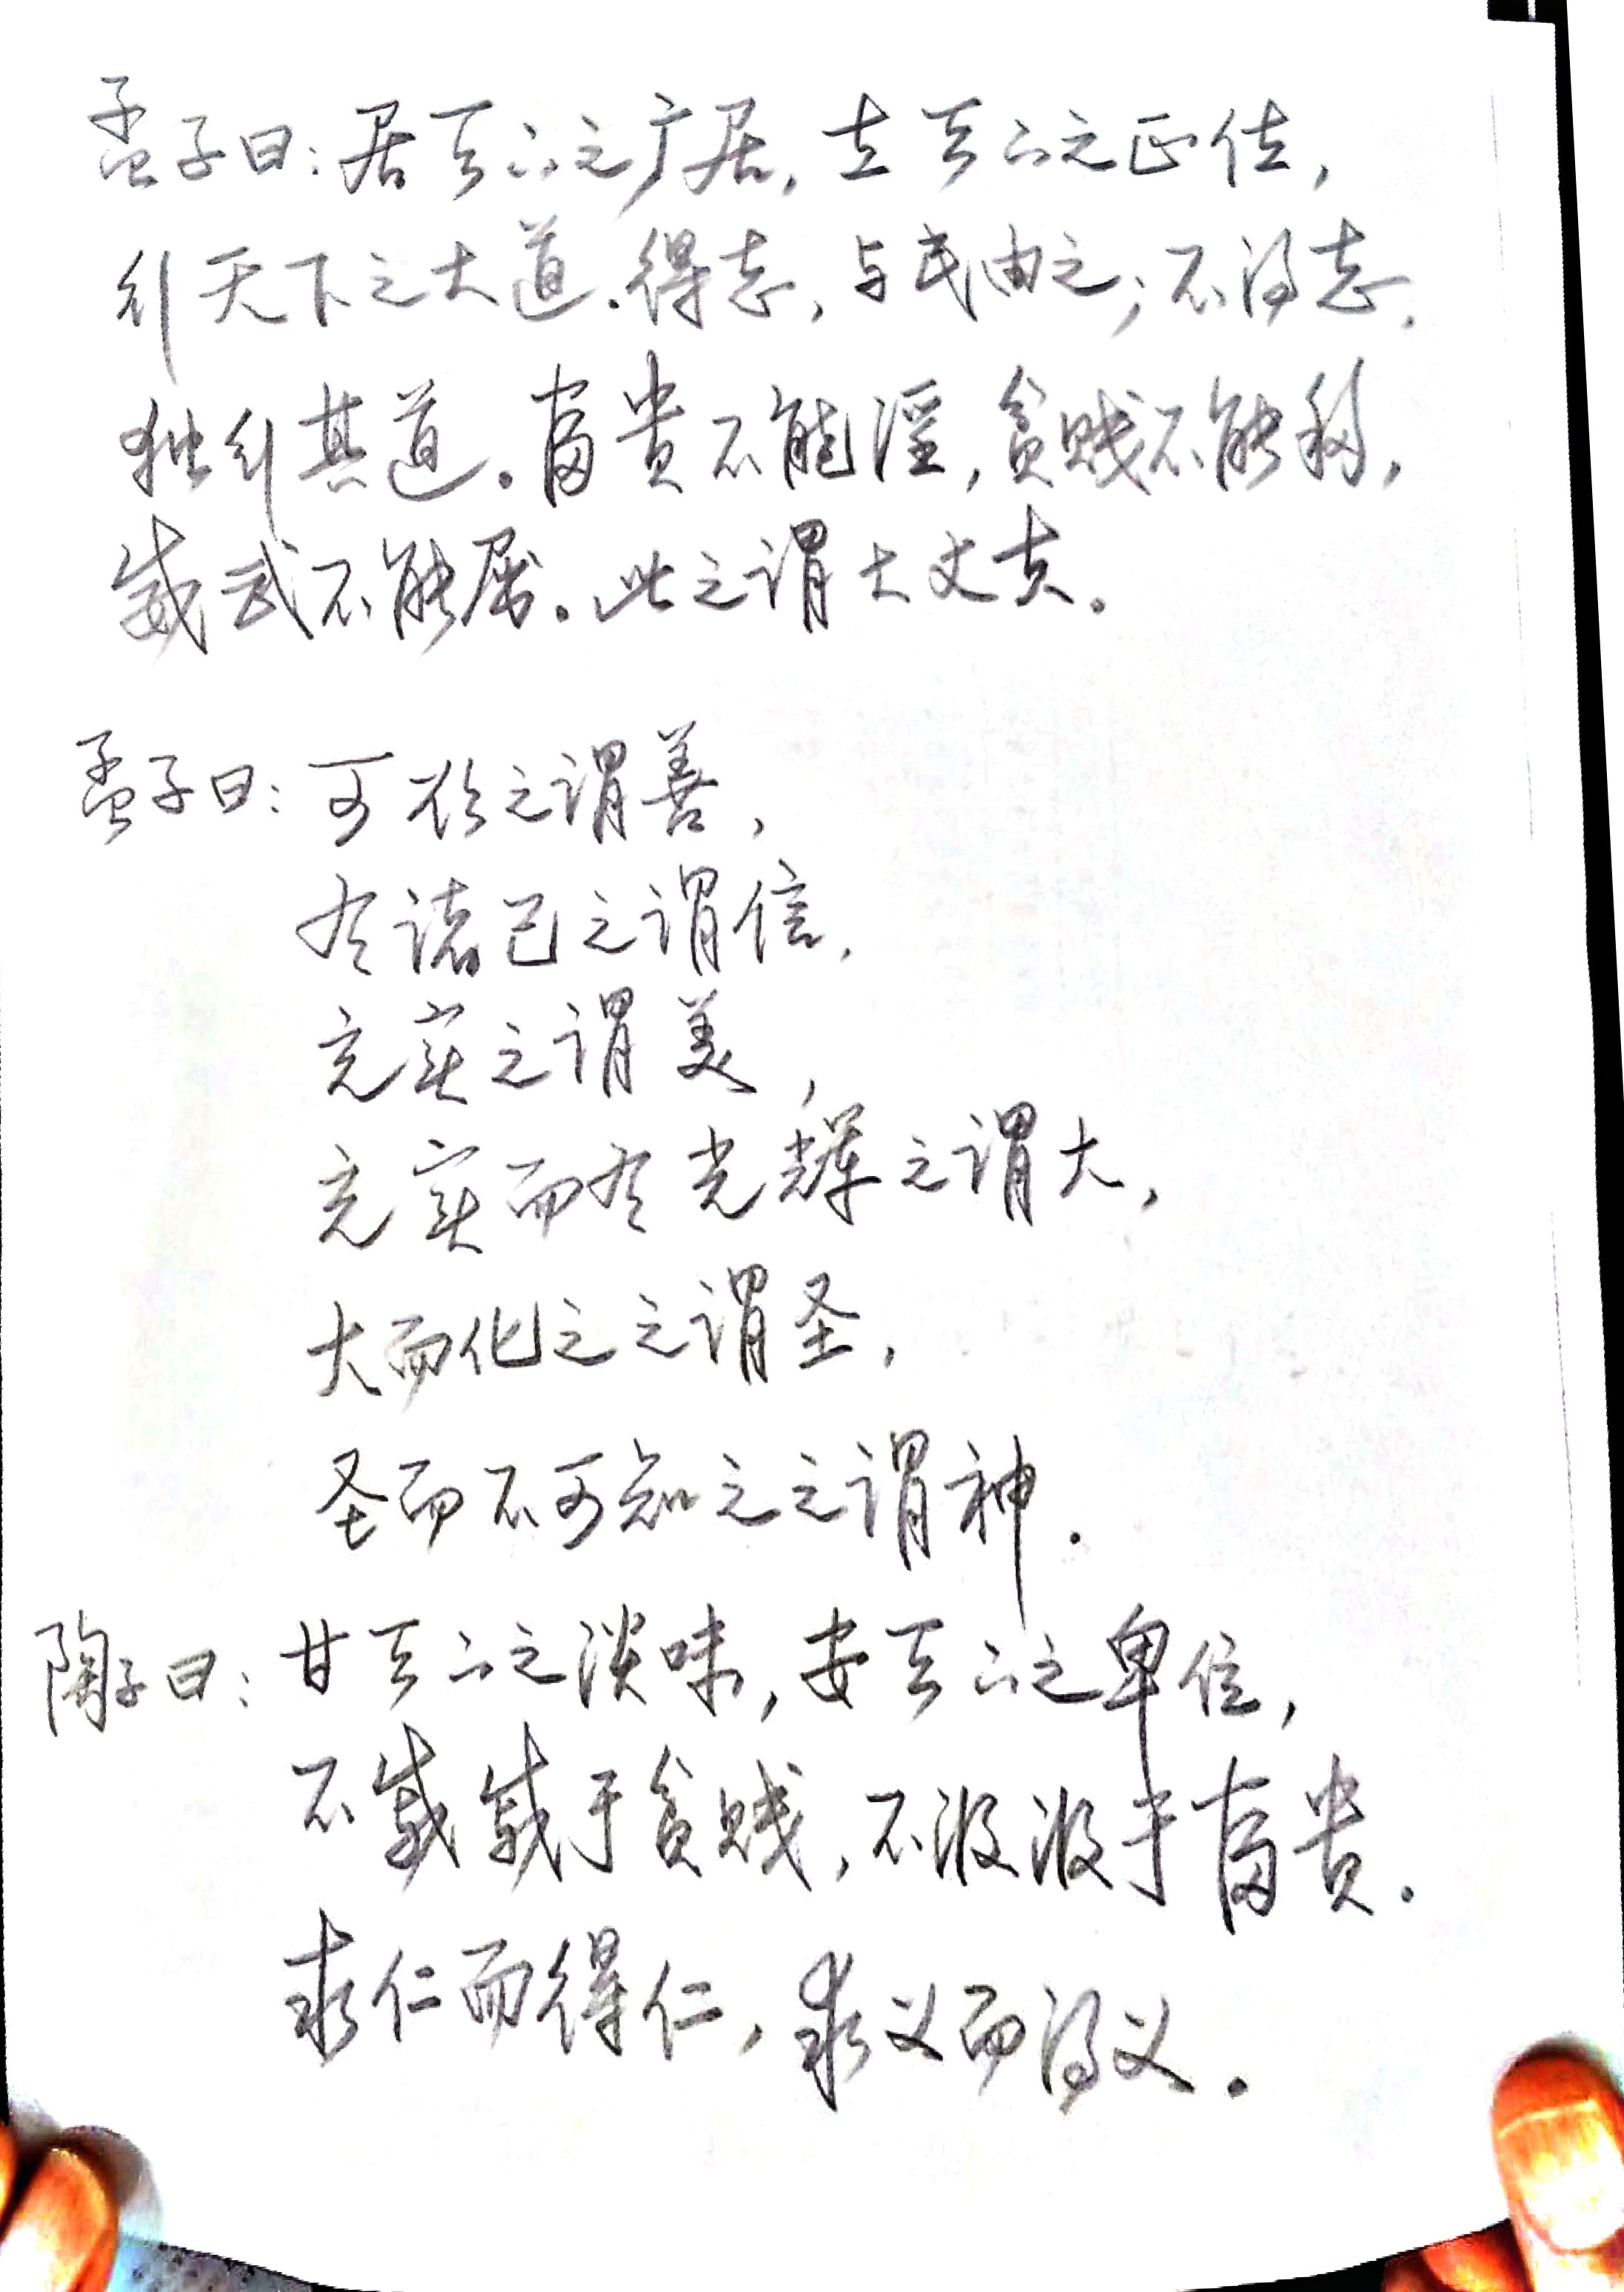 孟子曰：居天下之广居，立天下之正位，
行天下之大道．得志，与民由之；不得志，
独行其道。富贵不能淫，贫贱不能移，
威武不能屈。此之谓大丈夫。
孟子曰：可欲之谓善，
有诸己之谓信，
充实之谓美，
充实而有光辉之谓大，
大而化之之谓圣，
圣而不可知之之谓神．
陶子曰：甘天下之淡味，安天下之卑位，
不戚戚于贫贱，不汲汲于富贵．
求仁而得仁，求义而得义。